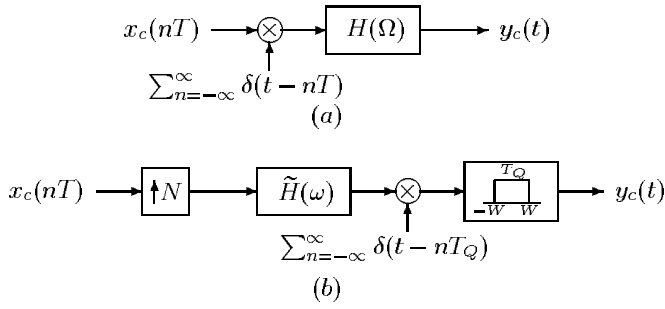 x_c(nT) ⊗ H(Ω) y_c(t)
∑_{n=−∞}^{∞} δ(t − nT)
(a)
x_c(nT) ↑N H̃(ω) ⊗ T_Q −W W y_c(t)
∑_{n=−∞}^{∞} δ(t − nT_Q)
(b)